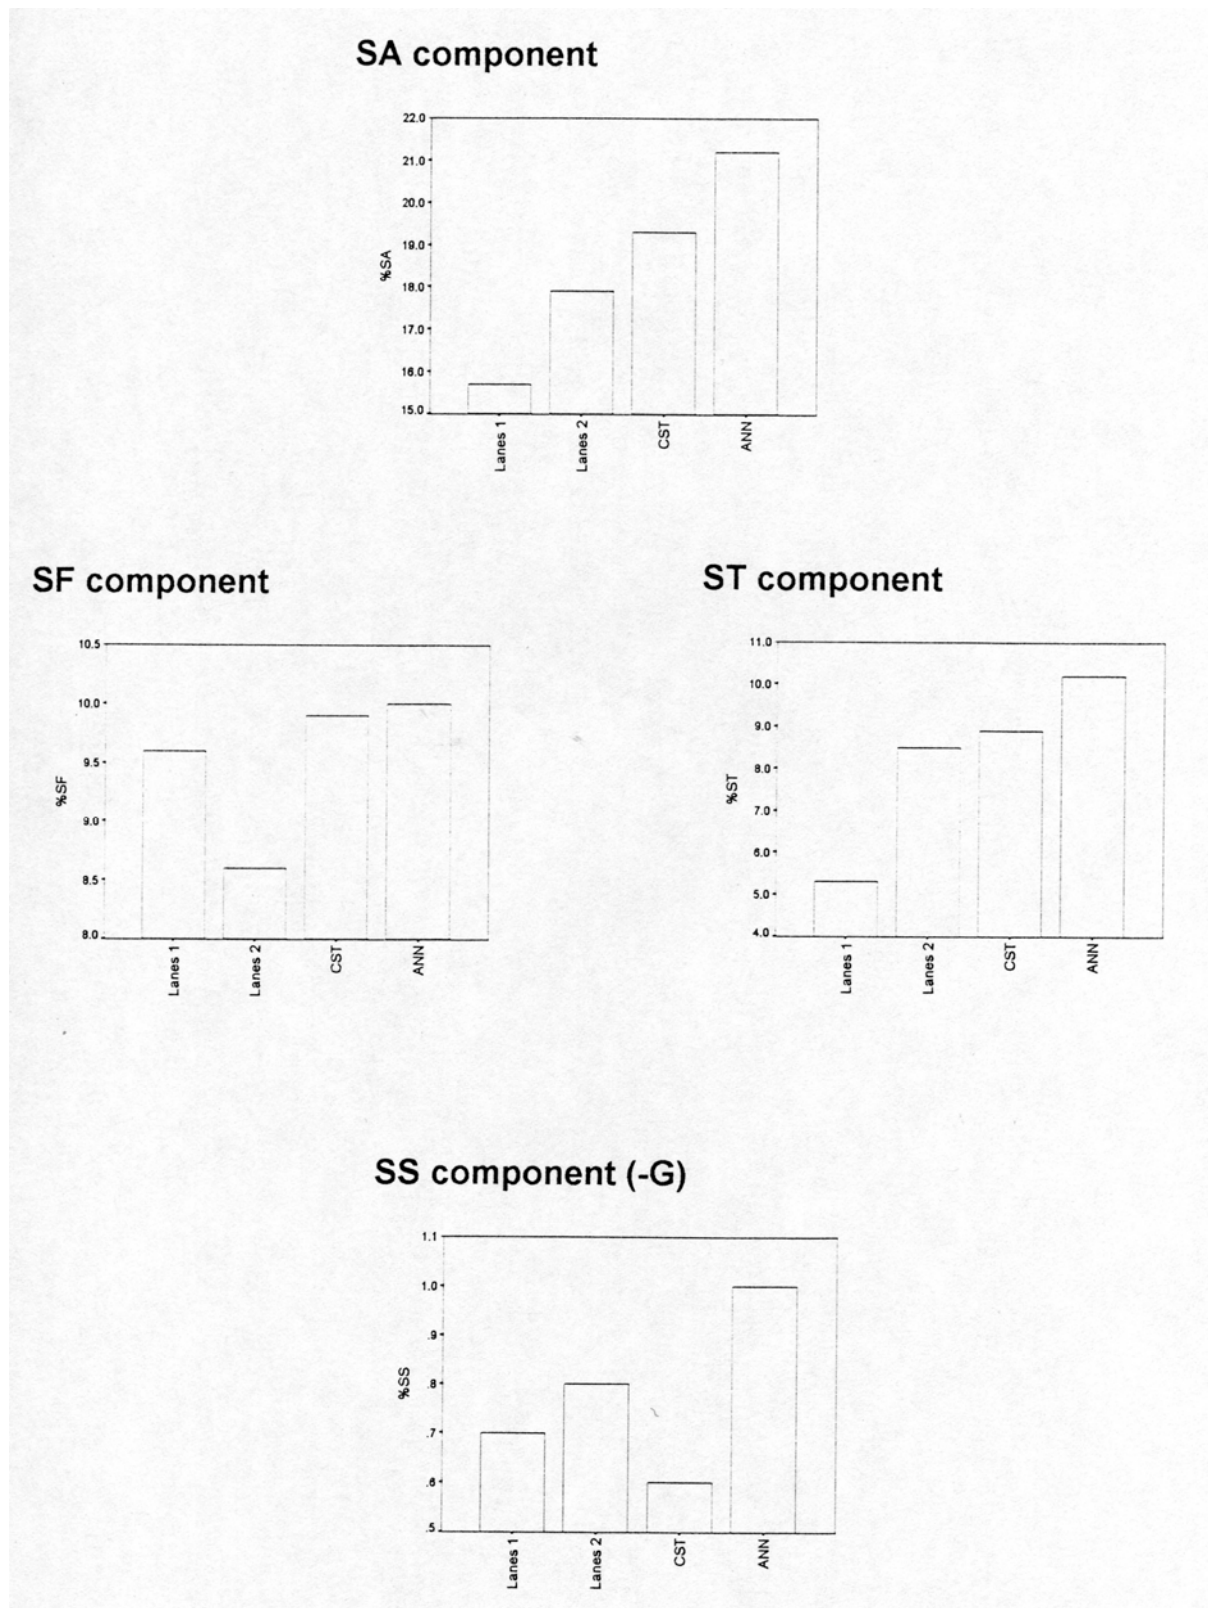 SA component
22.0
21.0
20.0
19.0
18.0
17.0
16.0
15.0
%SA
Lanes 1
Lanes 2
CST
ANN
SF component
10.5
10.0
9.5
9.0
8.5
8.0
%SF
Lanes 1
Lanes 2
CST
ANN
ST component
11.0
10.0
9.0
8.0
7.0
6.0
5.0
4.0
%ST
Lanes 1
Lanes 2
CST
ANN
SS component (-G)
1.1
1.0
.9
.8
.7
.6
.5
%SS
Lanes 1
Lanes 2
CST
ANN